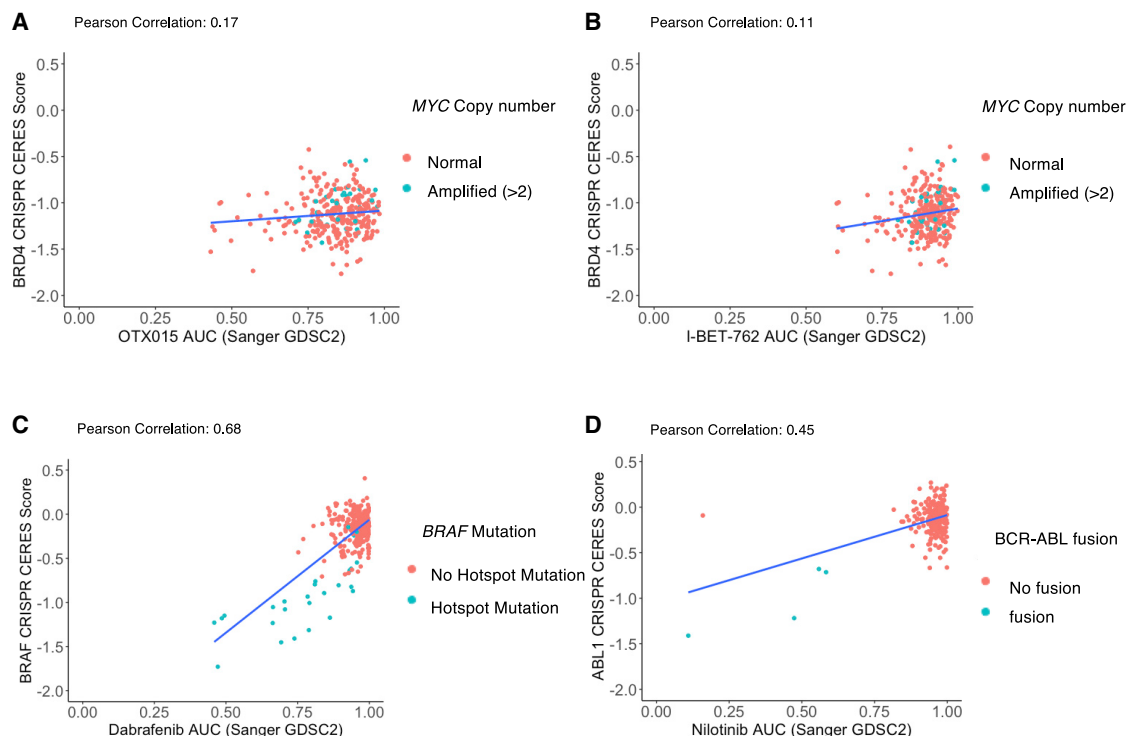 A
Pearson Correlation: 0.17
BRD4 CRISPR CERES Score
0.5
0.0
-0.5
-1.0
-1.5
-2.0
0.00 0.25 0.50 0.75 1.00
OTX015 AUC (Sanger GDSC2)
MYC Copy number
Normal
Amplified (>2)
B
Pearson Correlation: 0.11
BRD4 CRISPR CERES Score
0.5
0.0
-0.5
-1.0
-1.5
-2.0
0.00 0.25 0.50 0.75 1.00
I-BET-762 AUC (Sanger GDSC2)
MYC Copy number
Normal
Amplified (>2)
C
Pearson Correlation: 0.68
BRAF CRISPR CERES Score
0.5
0.0
-0.5
-1.0
-1.5
-2.0
0.00 0.25 0.50 0.75 1.00
Dabrafenib AUC (Sanger GDSC2)
BRAF Mutation
No Hotspot Mutation
Hotspot Mutation
D
Pearson Correlation: 0.45
ABL1 CRISPR CERES Score
0.5
0.0
-0.5
-1.0
-1.5
-2.0
0.00 0.25 0.50 0.75 1.00
Nilotinib AUC (Sanger GDSC2)
BCR-ABL fusion
No fusion
fusion